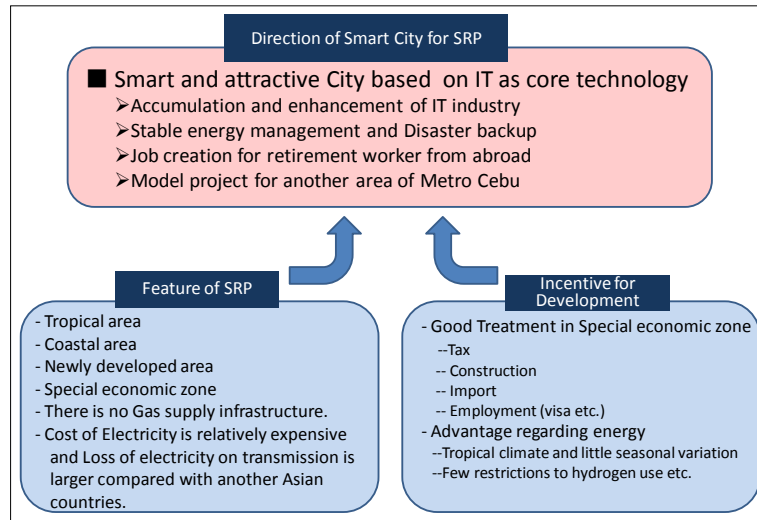 Direction of Smart City for SRP
■ Smart and attractive City based on IT as core technology
➢Accumulation and enhancement of IT industry
➢Stable energy management and Disaster backup
➢Job creation for retirement worker from abroad
➢Model project for another area of Metro Cebu
Feature of SRP
- Tropical area
- Coastal area
- Newly developed area
- Special economic zone
- There is no Gas supply infrastructure.
- Cost of Electricity is relatively expensive
and Loss of electricity on transmission is
larger compared with another Asian
countries.
Incentive for
Development
- Good Treatment in Special economic zone
--Tax
-- Construction
-- Import
-- Employment (visa etc.)
- Advantage regarding energy
--Tropical climate and little seasonal variation
--Few restrictions to hydrogen use etc.